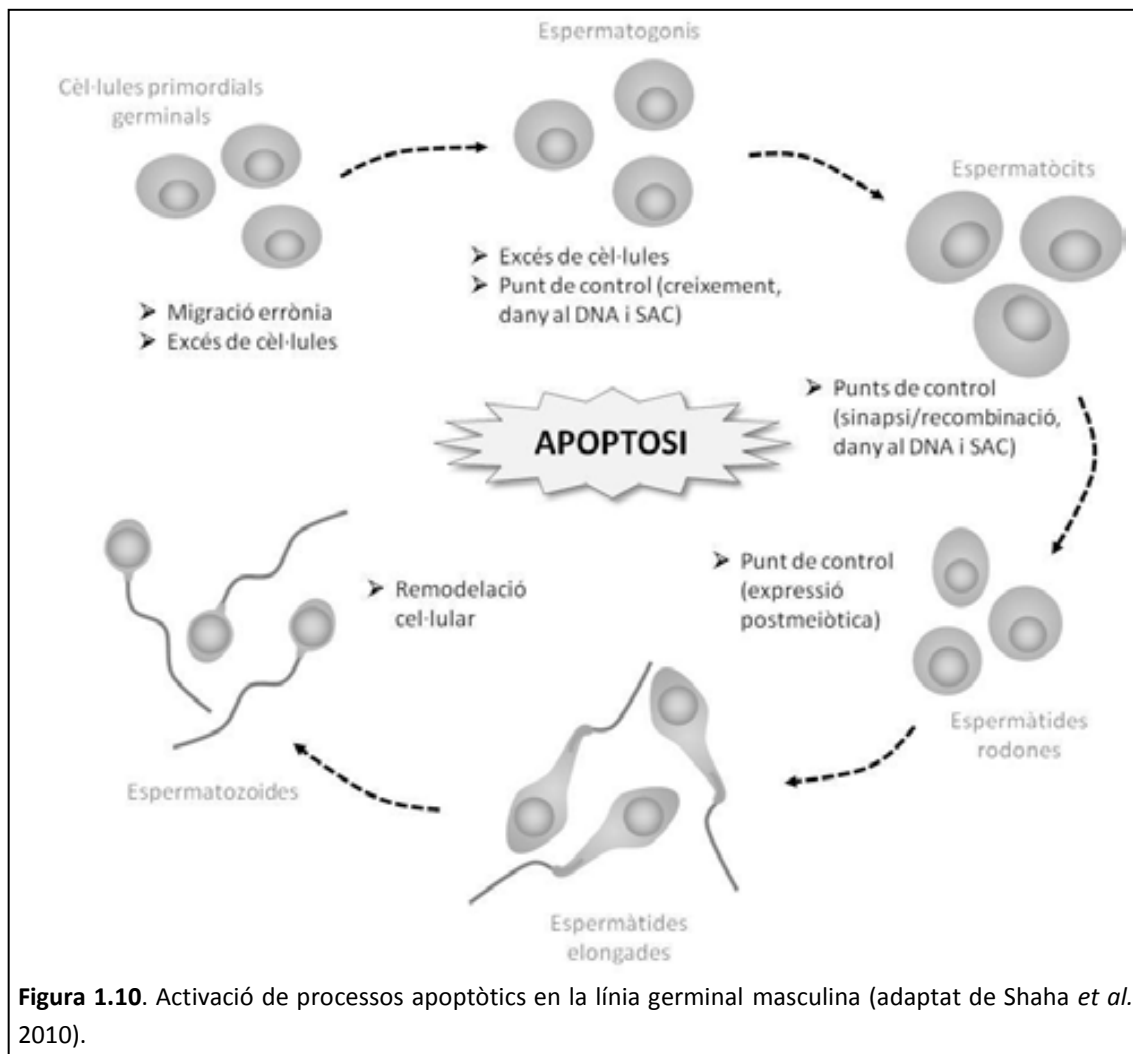 Espermatogonis
Cèl·lules primordials
germinals
Espermatòcits
➤ Excés de cèl·lules
➤ Punt de control (creixement,
dany al DNA i SAC)
➤ Migració errònia
➤ Excés de cèl·lules
➤ Punts de control
(sinapsi/recombinació,
dany al DNA i SAC)
APOPTOSI
➤ Punt de control
(expressió
postmeiòtica)
➤ Remodelació
cel·lular
Espermàtides
rodones
Espermatozoides
Espermàtides
elongades
Figura 1.10. Activació de processos apoptòtics en la línia germinal masculina (adaptat de Shaha et al.
2010).